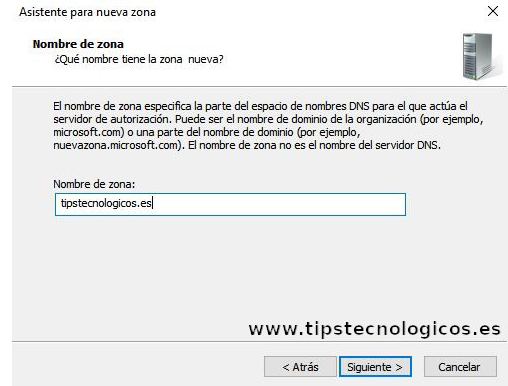 Asistente para nueva zona
Nombre de zona
¿Qué nombre tiene la zona nueva?
El nombre de zona especifica la parte del espacio de nombres DNS para el que actúa el
servidor de autorización. Puede ser el nombre de dominio de la organización (por ejemplo,
microsoft.com) o una parte del nombre de dominio (por ejemplo,
nuevazona.microsoft.com). El nombre de zona no es el nombre del servidor DNS.
Nombre de zona:
tipstecnologicos.es
www.tipstecnologicos.es
< Atrás
Siguiente >
Cancelar